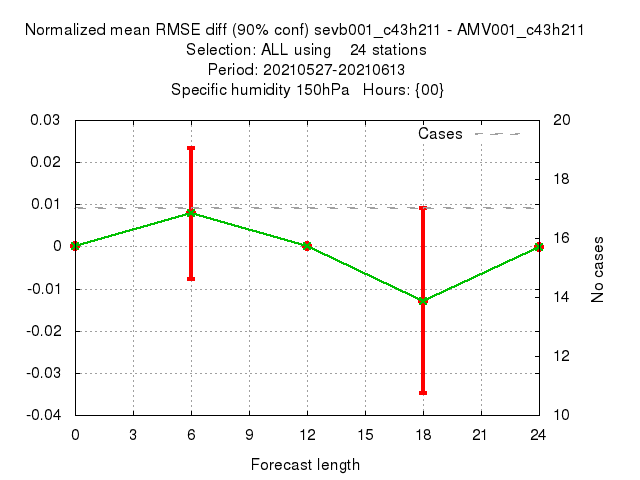 Normalized mean RMSE diff (90% conf) sevb001_c43h211 - AMV001_c43h211
Selection: ALL using    24 stations
Period: 20210527-20210613
Specific humidity 150hPa   Hours: {00}
0.03
0.02
0.01
0
-0.01
-0.02
-0.03
-0.04
Cases
20
18
16
14
12
10
No cases
0 3 6 9 12 15 18 21 24
Forecast length